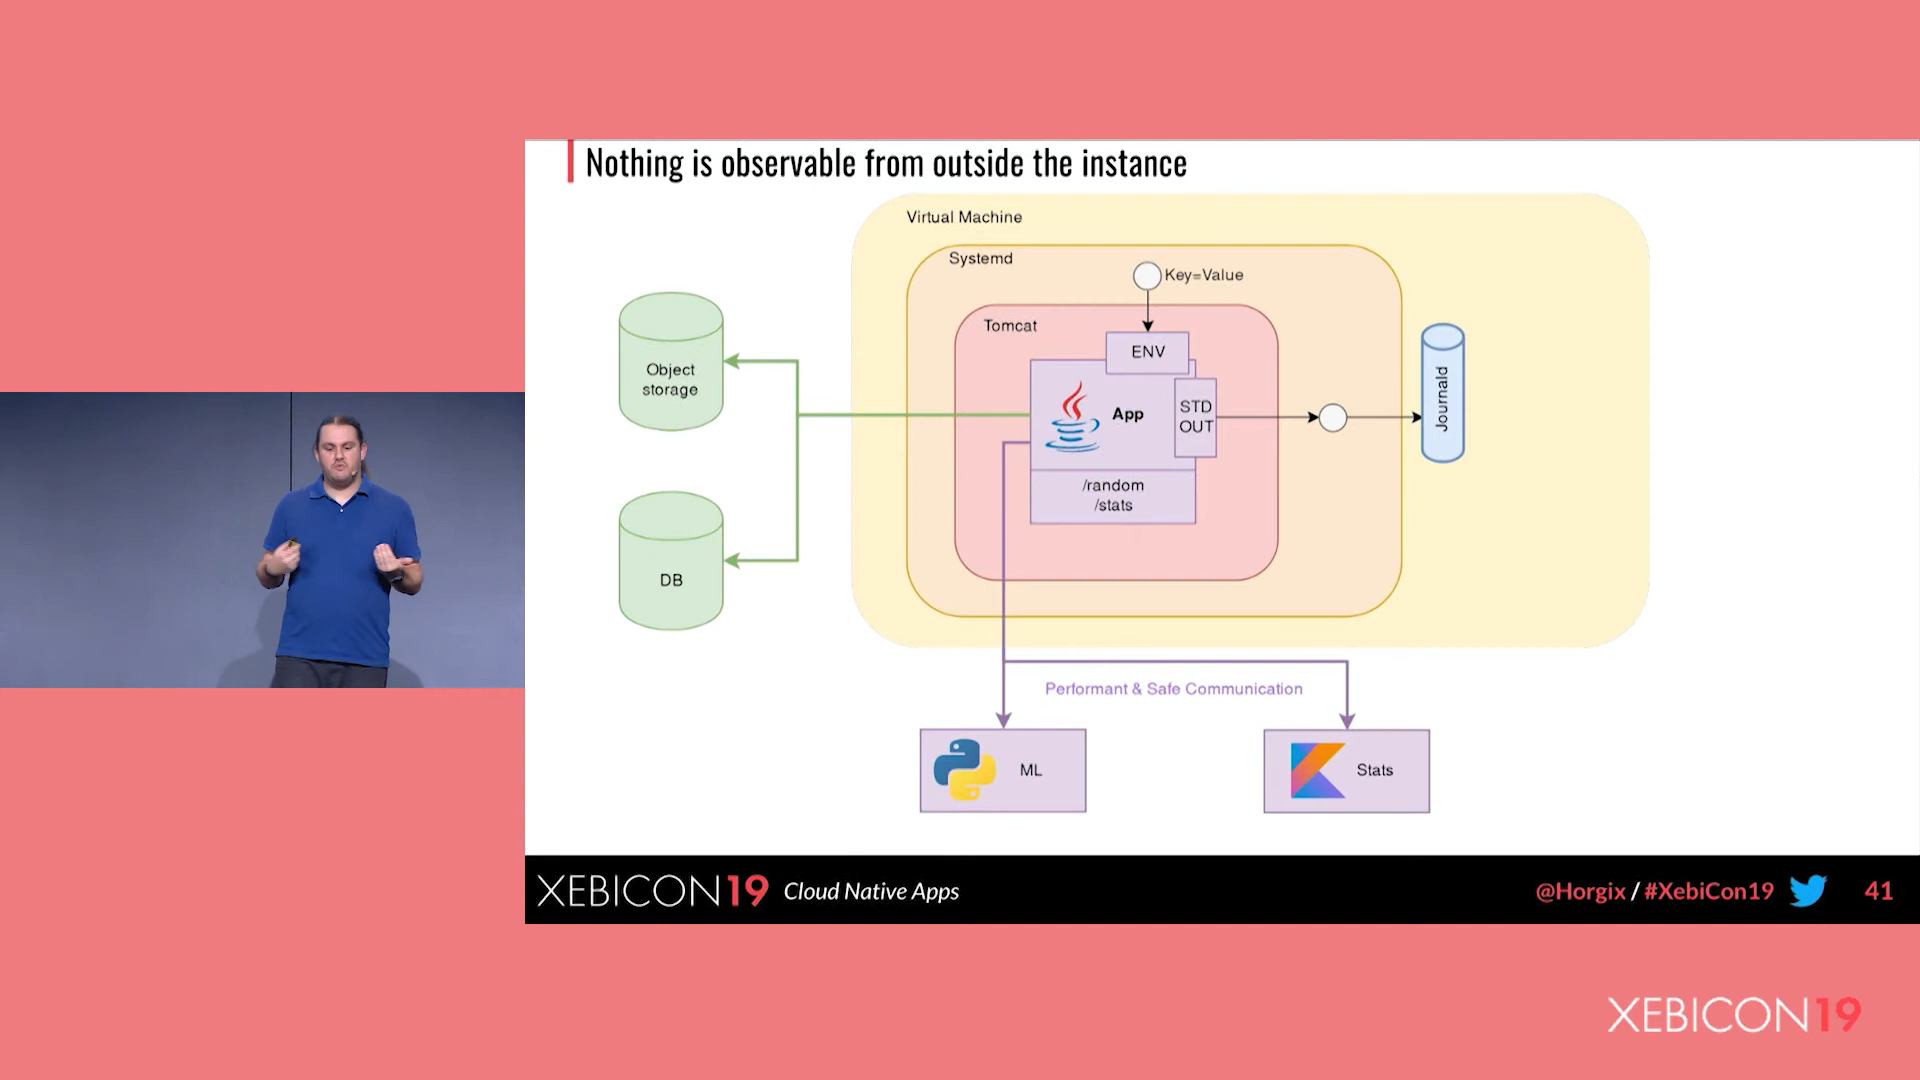 Nothing is observable from outside the instance
Virtual Machine
Systemd
Key=Value
Tomcat
ENV
Object
storage
App
STD
OUT
Journald
/random
/stats
DB
Performant & Safe Communication
ML
Stats
XEBICON19 Cloud Native Apps
@Horgix / #XebiCon19 41
XEBICON19